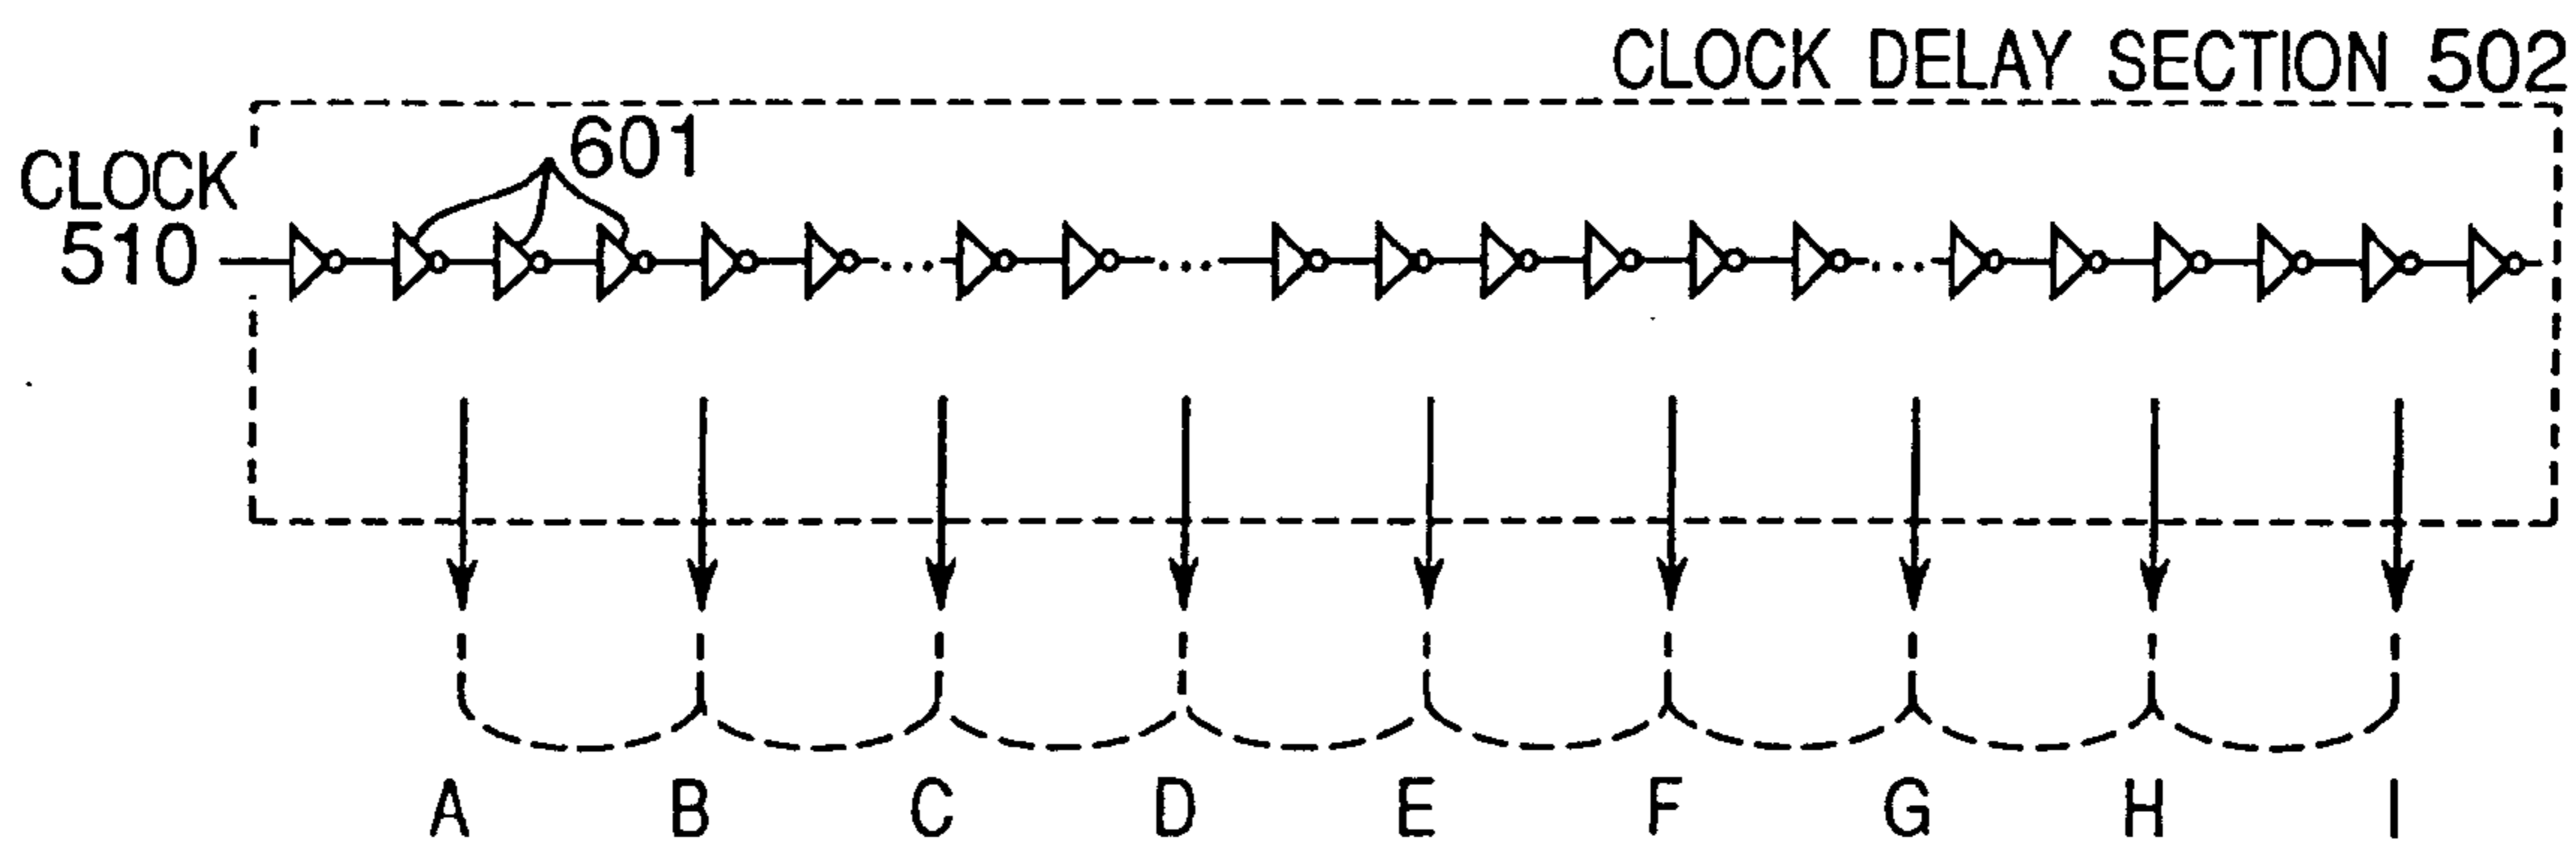 CLOCK DELAY SECTION 502
601
CLOCK
510
A B C D E F G H I